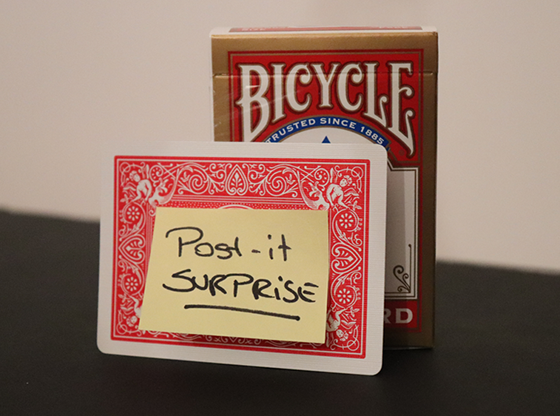 BICYCLE
TRUSTED SINCE 1885
Post-it
SURPRISE
RD